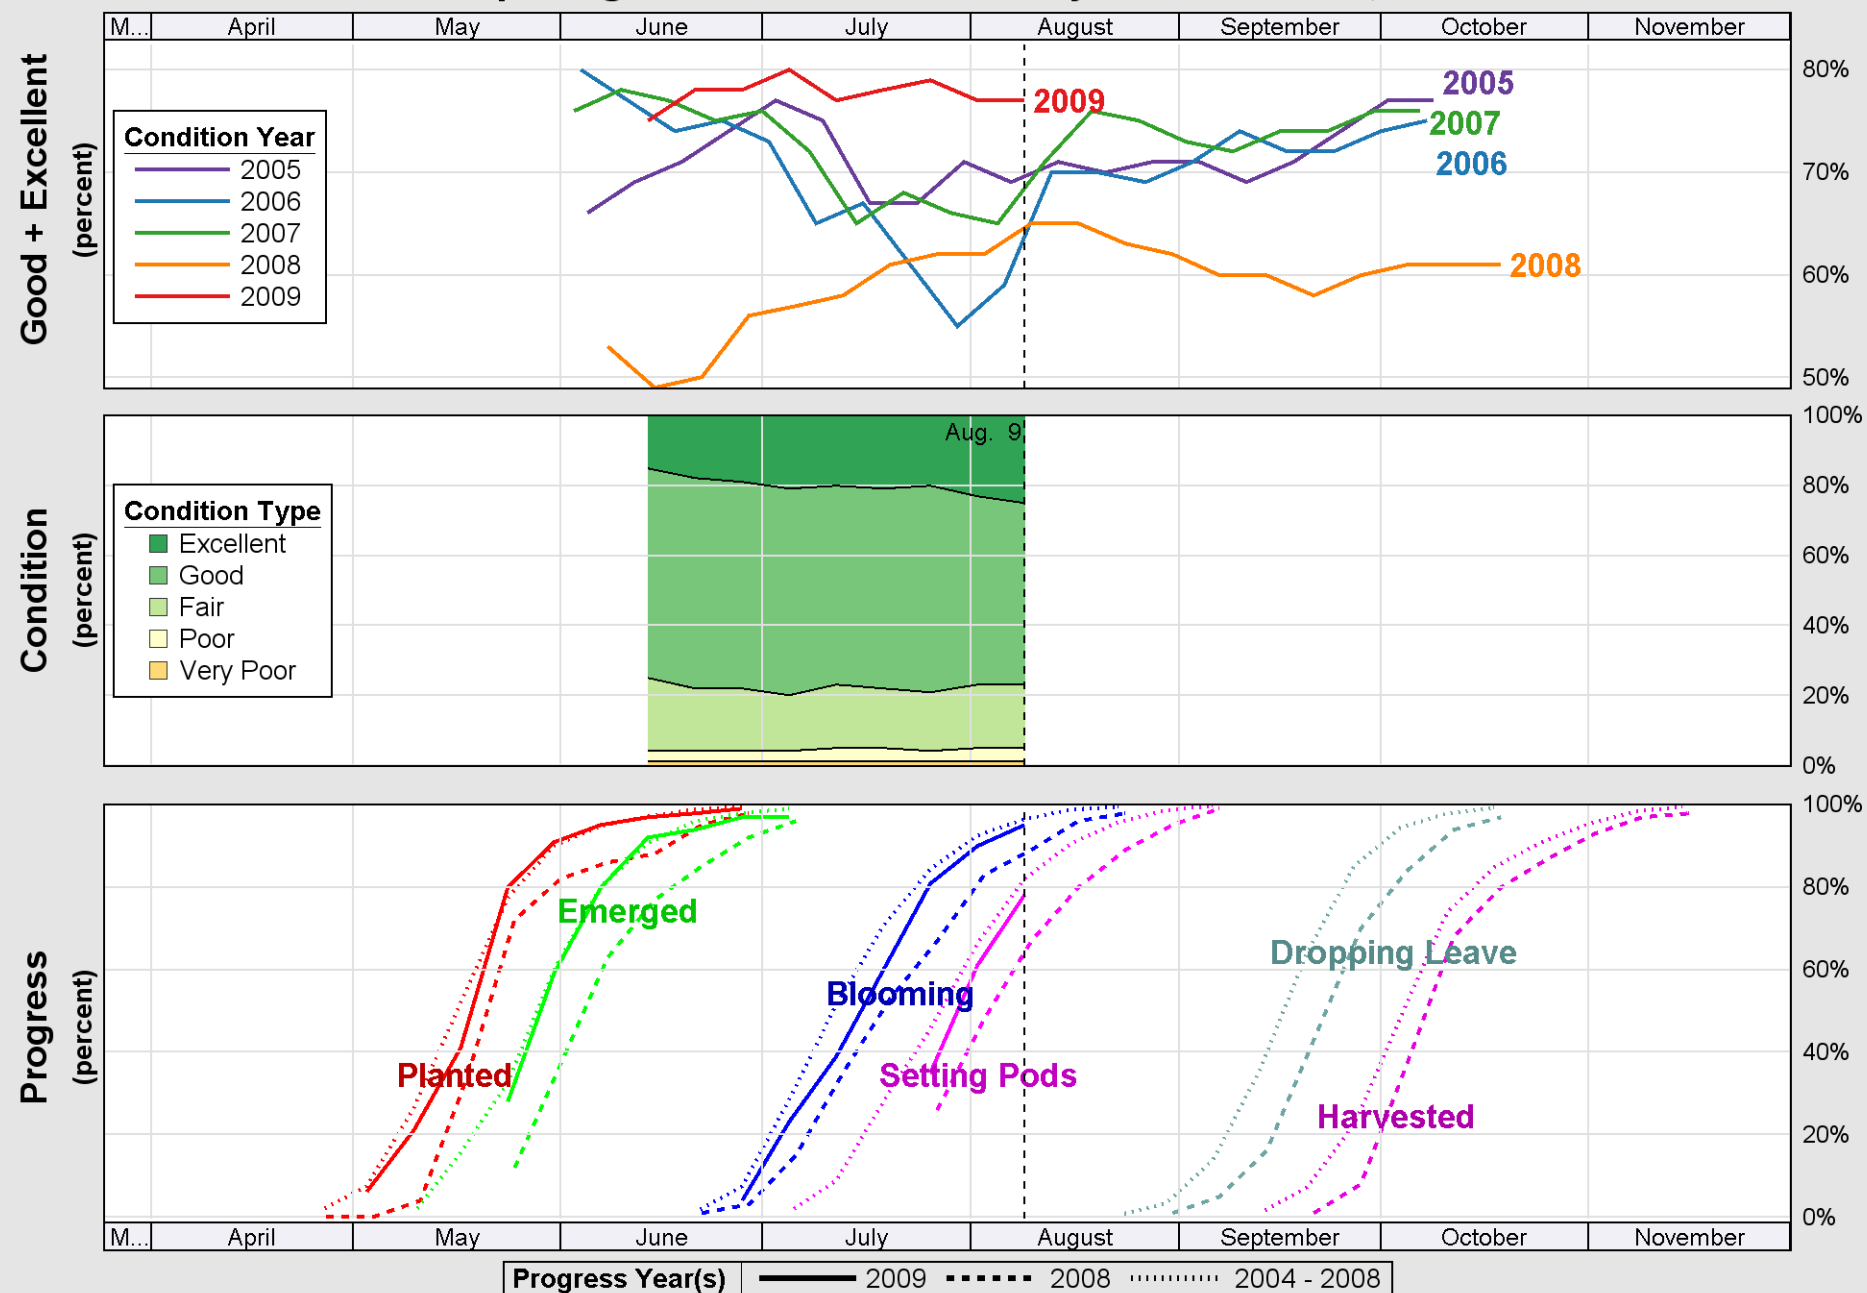 M... April May June July August September October November
Good + Excellent
(percent)
80%
70%
60%
50%
Condition Year
2005
2006
2007
2008
2009
2009
2005
2007
2006
2008
Condition
(percent)
100%
80%
60%
40%
20%
0%
Aug. 9
Condition Type
Excellent
Good
Fair
Poor
Very Poor
Progress
(percent)
100%
80%
60%
40%
20%
0%
Emerged
Dropping Leave
Blooming
Planted
Setting Pods
Harvested
M... April May June July August September October November
Progress Year(s) 2009 2008 2004 - 2008